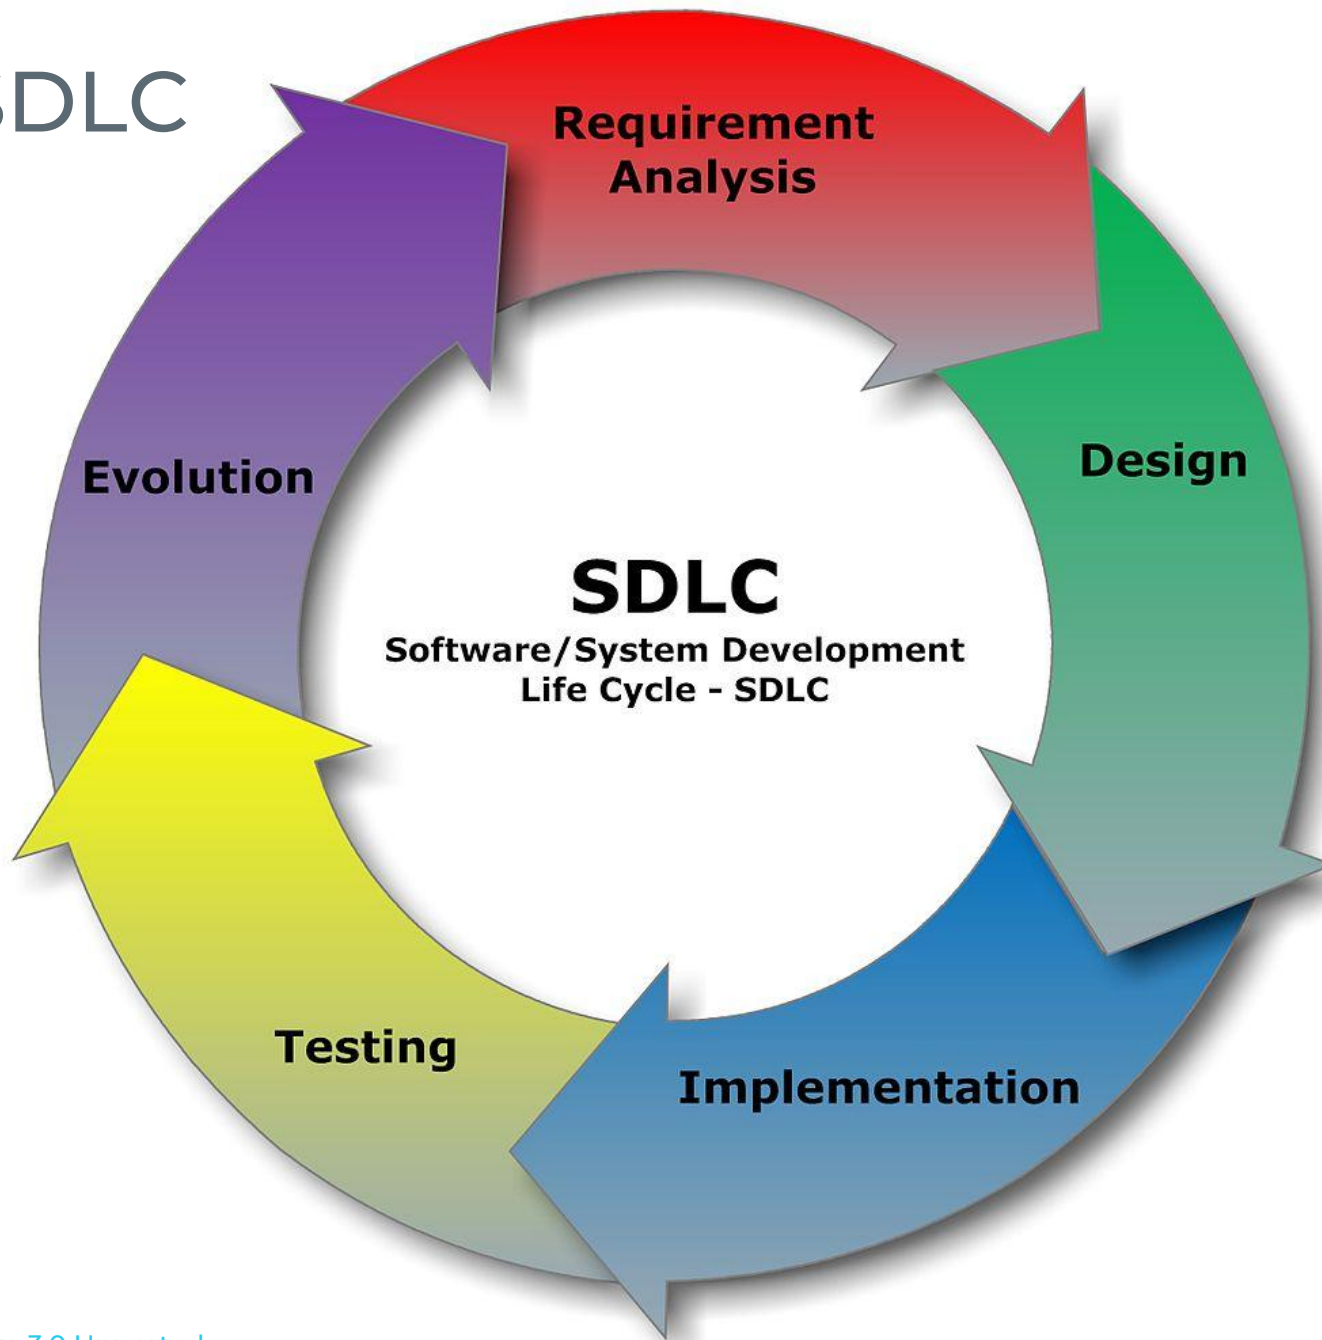 SDLC
Requirement
Analysis
Design
Evolution
SDLC
Software/System Development
Life Cycle - SDLC
Testing
Implementation